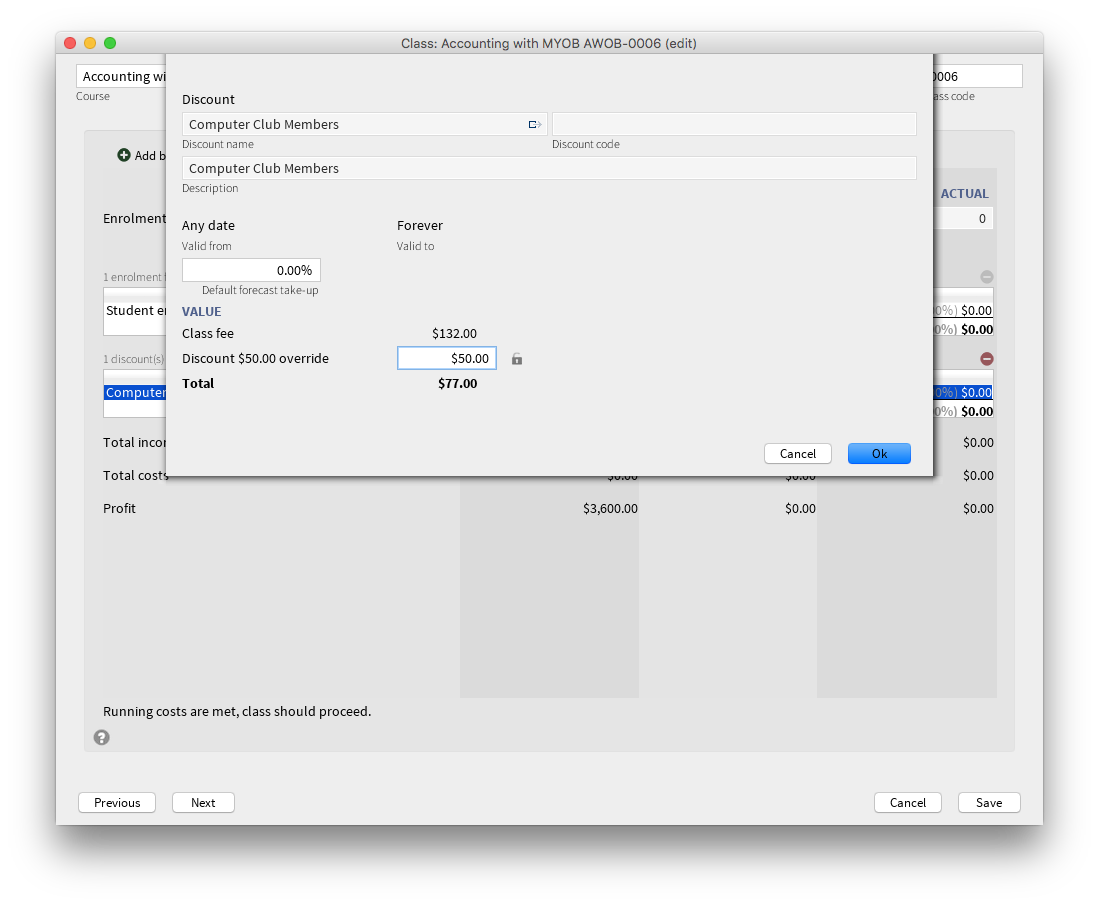 Class: Accounting with MYOB AWOB-0006 (edit)
Accounting wi
0006
Course
ass code
Discount
Computer Club Members
Discount name
Discount code
Computer Club Members
Description
Add b
ACTUAL
Enrolment
0
Any date
Forever
Valid from
Valid to
0.00%
Default forecast take-up
1 enrolment f
VALUE
Student en
0%) $0.00
Class fee
$132.00
0%) $0.00
Discount $50.00 override
$50.00
1 discount(s)
Total
$77.00
Computer
0%) $0.00
0%) $0.00
Total incor
$0.00
Cancel
Ok
Total costs
$0.00
$0.00
$0.00
Profit
$3,600.00
$0.00
$0.00
Running costs are met, class should proceed.
?
Previous
Next
Cancel
Save